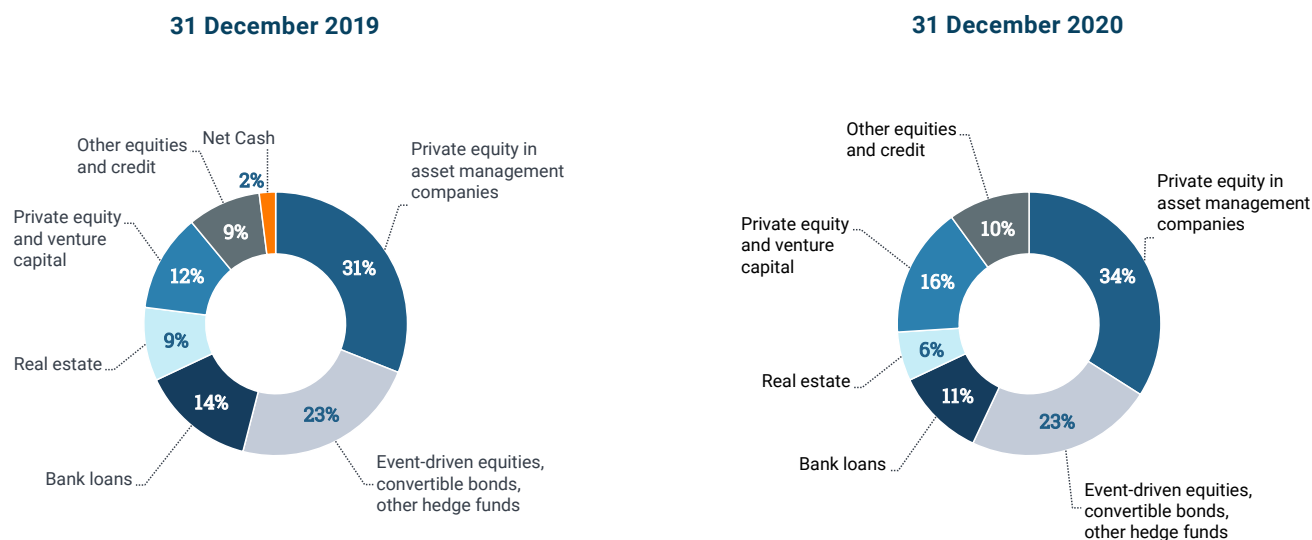 31 December 2019
Net Cash
Other equities
and credit
Private equity in
asset management
companies
Private equity
and venture
capital
Real estate
Bank loans
Event-driven equities,
convertible bonds,
other hedge funds
2%
31%
9%
12%
9%
14%
23%
31 December 2020
Other equities
and credit
Private equity in
asset management
companies
Private equity
and venture
capital
Real estate
Bank loans
Event-driven equities,
convertible bonds,
other hedge funds
10%
34%
16%
6%
11%
23%